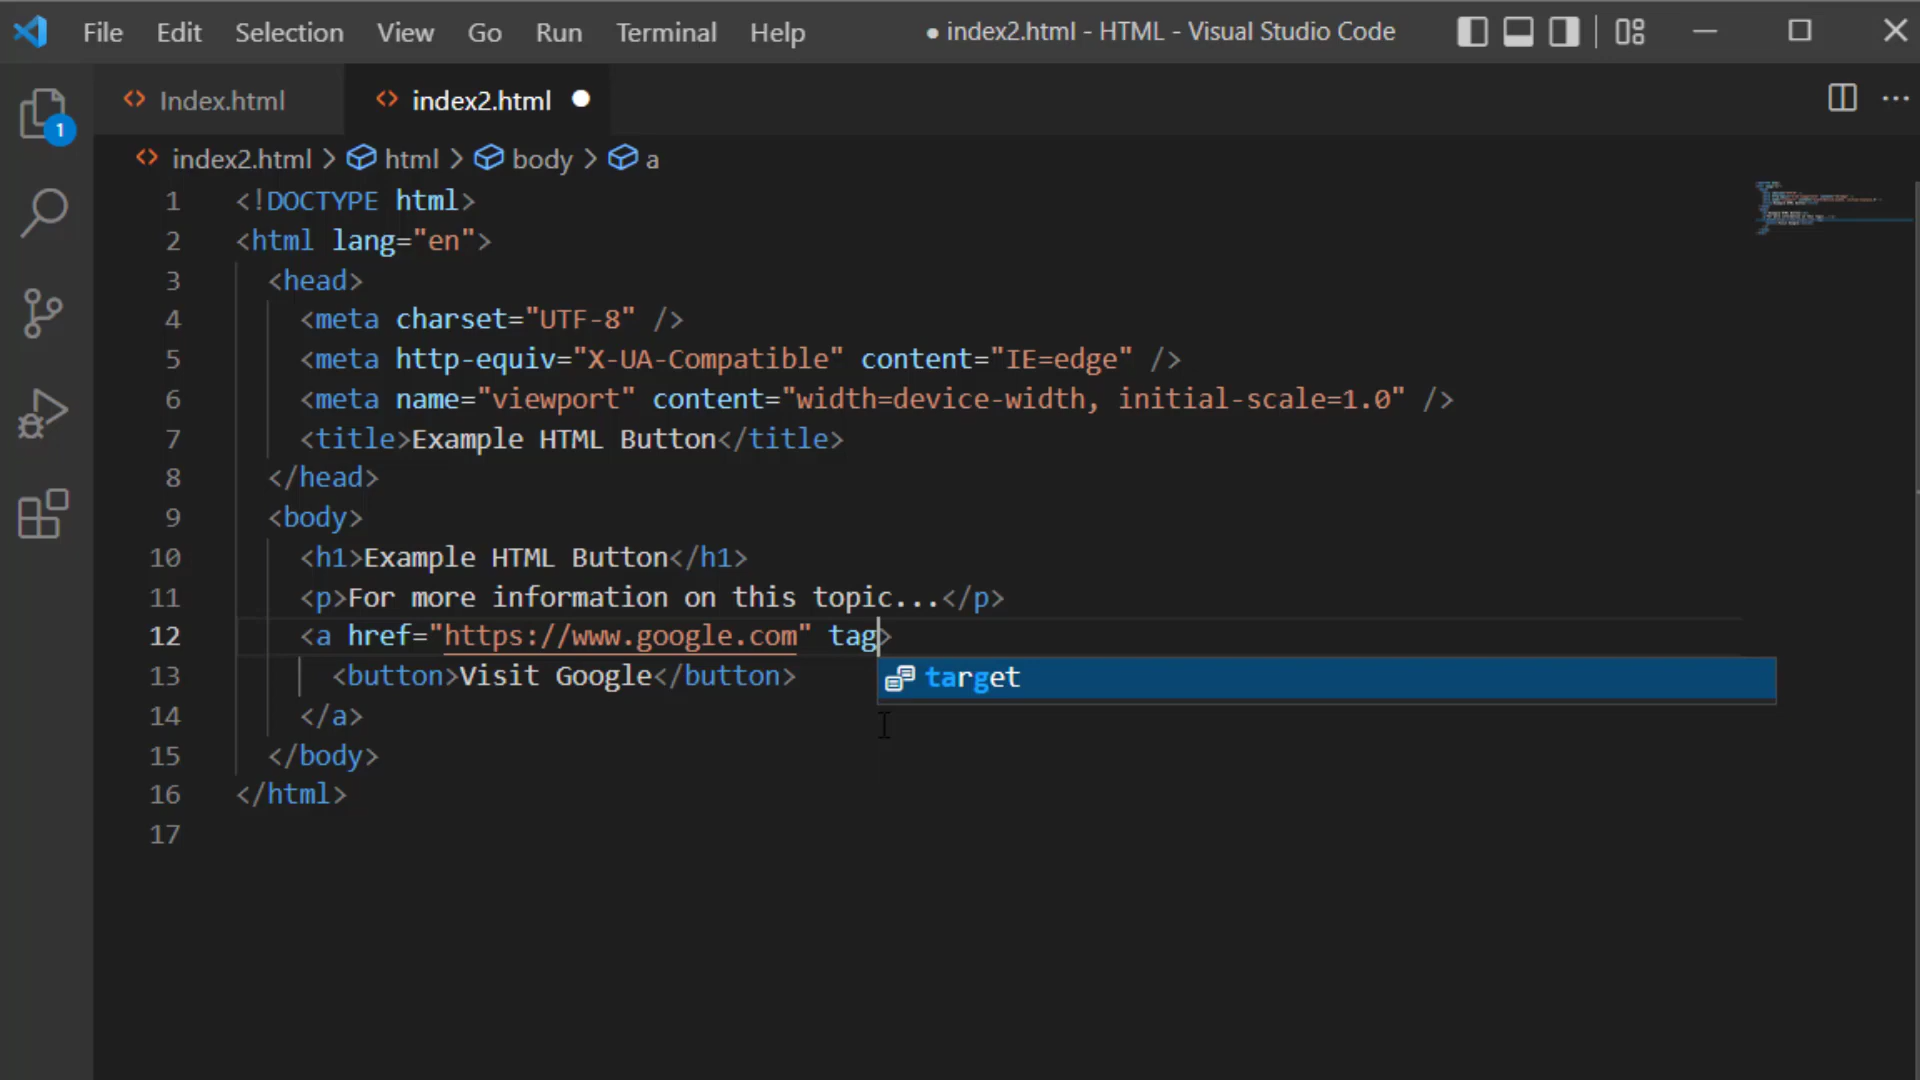 File Edit Selection View Go Run Terminal Help ● index2.html - HTML - Visual Studio Code
Index.html index2.html
1
index2.html > html > body > a
1 <!DOCTYPE html>
2 <html lang="en">
3 <head>
4 <meta charset="UTF-8" />
5 <meta http-equiv="X-UA-Compatible" content="IE=edge" />
6 <meta name="viewport" content="width=device-width, initial-scale=1.0" />
7 <title>Example HTML Button</title>
8 </head>
9 <body>
10 <h1>Example HTML Button</h1>
11 <p>For more information on this topic...</p>
12 <a href="https://www.google.com" tag>
13 <button>Visit Google</button>
target
14 </a>
15 </body>
16 </html>
17